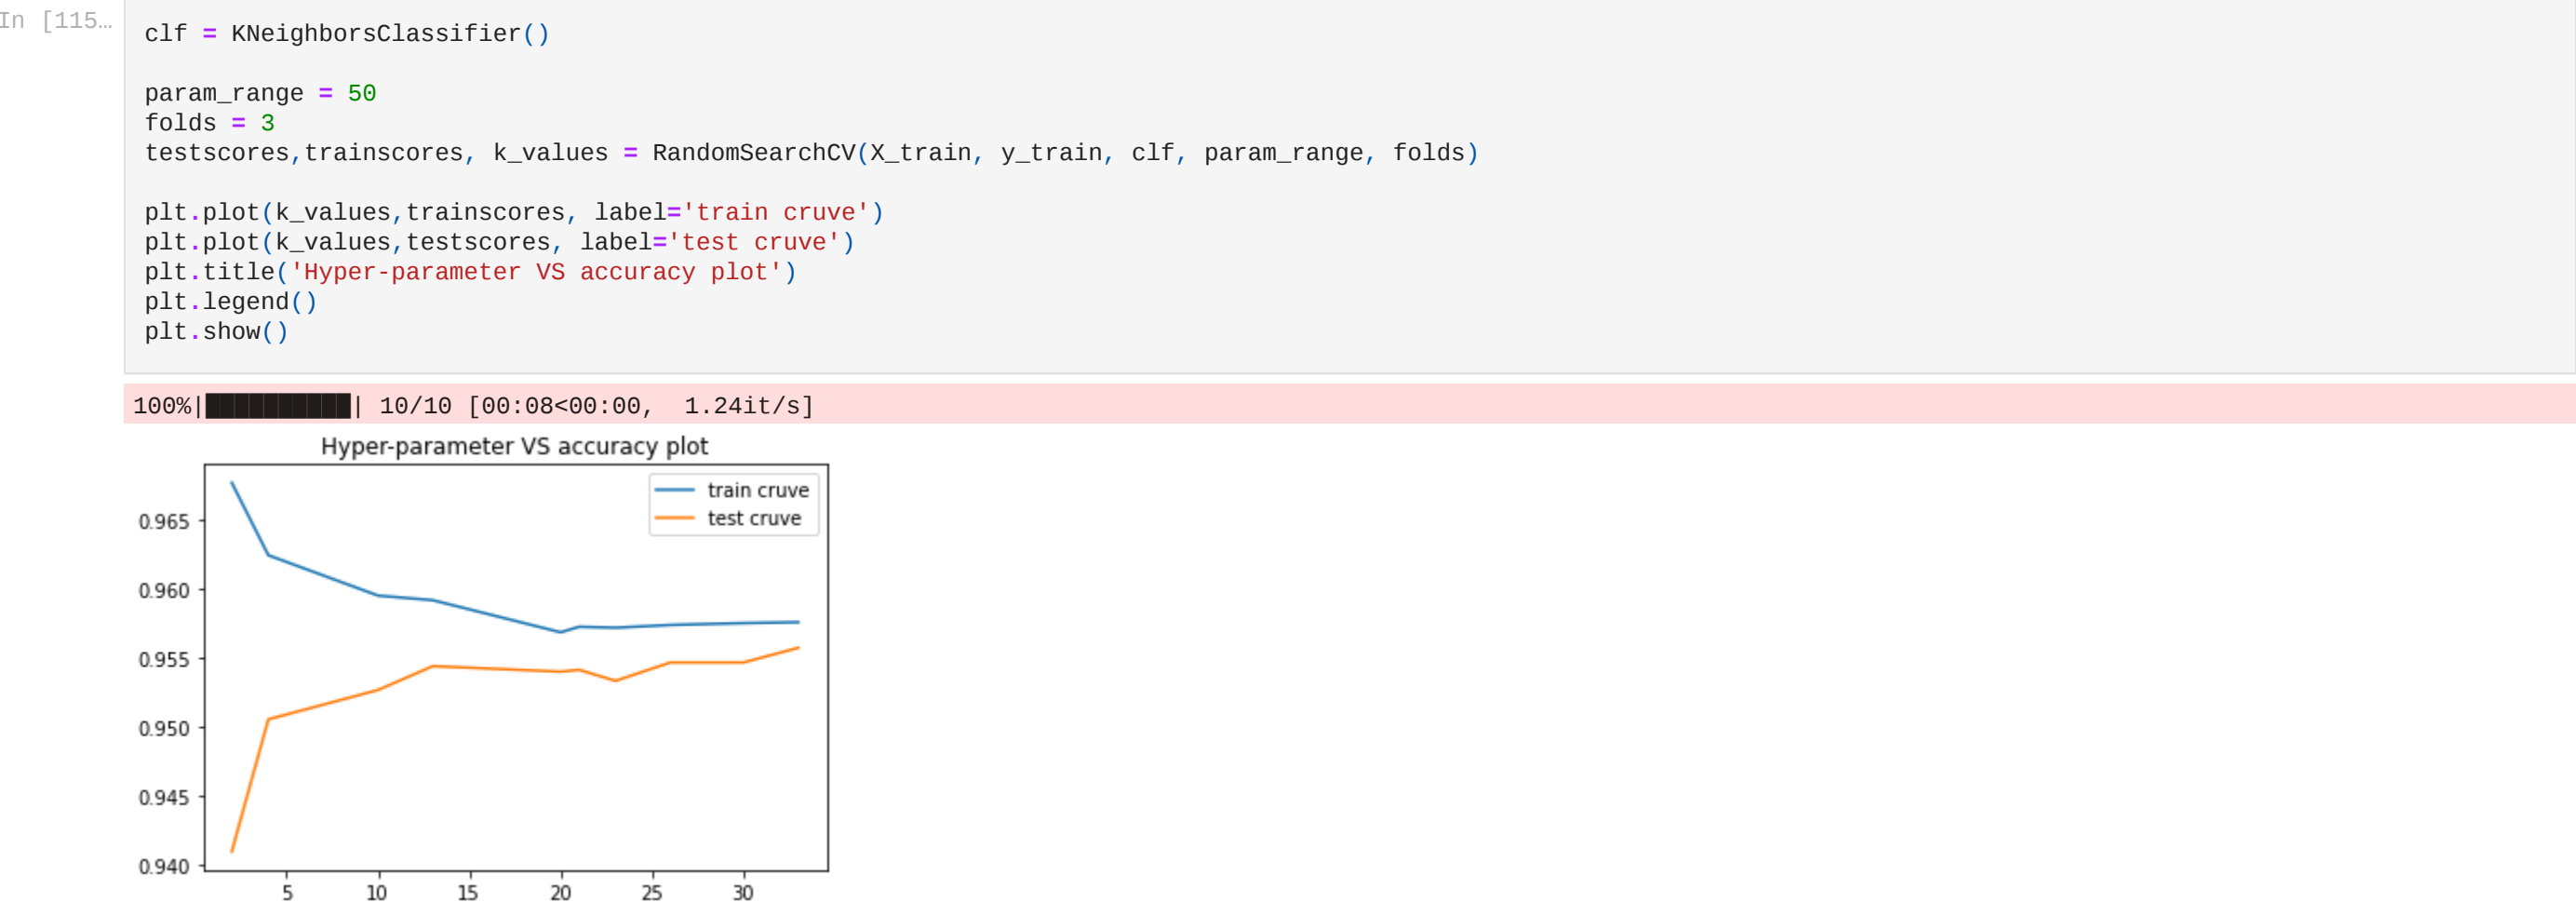 In [115…
clf = KNeighborsClassifier()
param_range = 50
folds = 3
testscores,trainscores, k_values = RandomSearchCV(X_train, y_train, clf, param_range, folds)
plt.plot(k_values,trainscores, label='train cruve')
plt.plot(k_values,testscores, label='test cruve')
plt.title('Hyper-parameter VS accuracy plot')
plt.legend()
plt.show()
100%|██████████| 10/10 [00:08<00:00,  1.24it/s]
Hyper-parameter VS accuracy plot
train cruve
test cruve
0.965
0.960
0.955
0.950
0.945
0.940
5 10 15 20 25 30